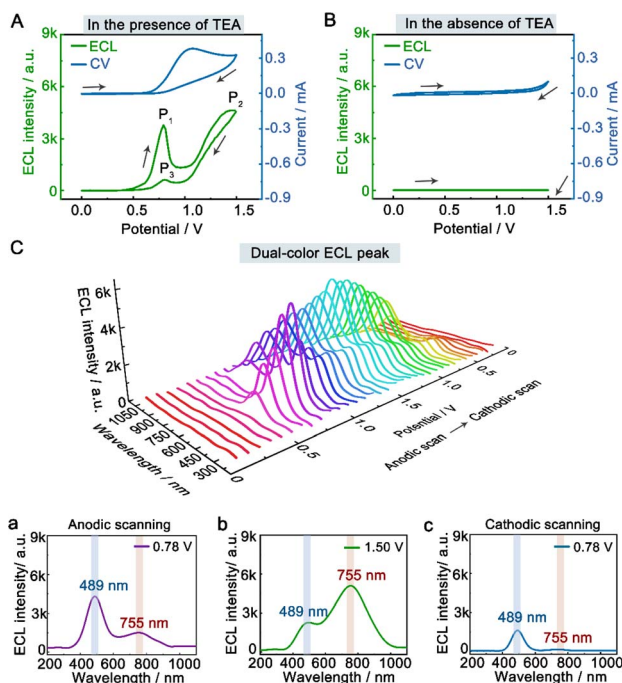 A
In the presence of TEA
ECL
CV
9k
6k
3k
0
ECL intensity / a.u.
0.3
0.0
-0.3
-0.6
-0.9
Current / mA
P1
P2
P3
0.0 0.5 1.0 1.5
Potential / V
B
In the absence of TEA
ECL
CV
9k
6k
3k
0
ECL intensity / a.u.
0.3
0.0
-0.3
-0.6
-0.9
Current / mA
0.0 0.5 1.0 1.5
Potential / V
C
Dual-color ECL peak
6k
4k
2k
0
ECL intensity / a.u.
1050
900
750
600
450
300
Wavelength / nm
0 0.5 1.0 1.5 1.0 0.5 0
Potential / V
Anodic scan → Cathodic scan
a
Anodic scanning
9k
6k
3k
0
ECL intensity/ a.u.
0.78 V
489 nm
755 nm
200 400 600 800 1000
Wavelength / nm
b
9k
6k
3k
0
ECL intensity / a.u.
1.50 V
489 nm
755 nm
200 400 600 800 1000
Wavelength / nm
c
Cathodic scanning
9k
6k
3k
0
ECL intensity / a.u.
0.78 V
489 nm
755 nm
200 400 600 800 1000
Wavelength / nm